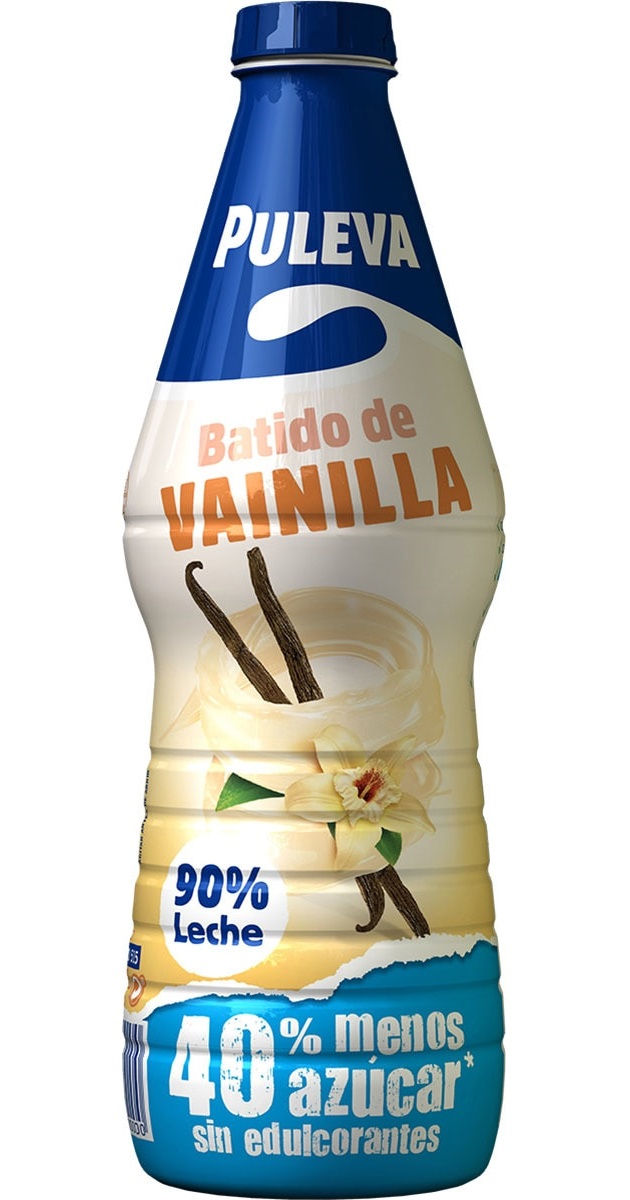 PULEVA
Batido de
VAINILLA
90%
Leche
40% menos
azúcar*
sin edulcorantes